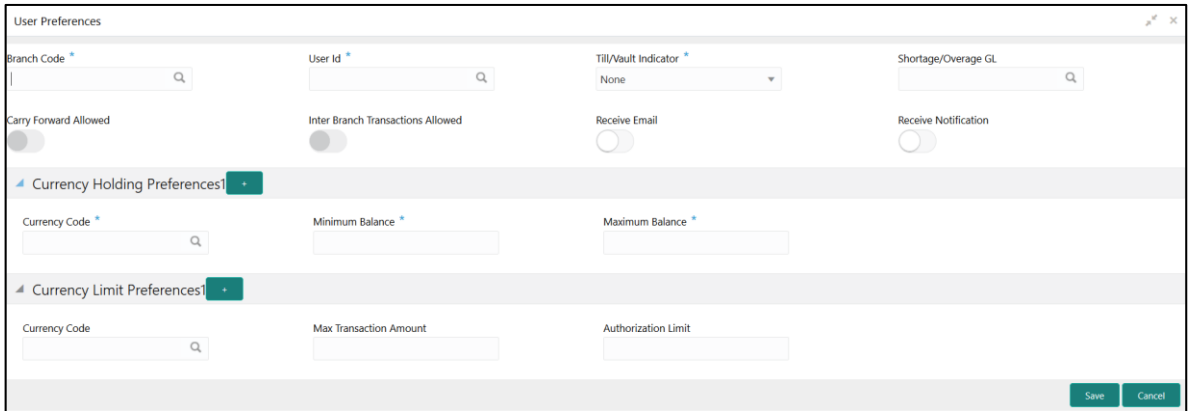 User Preferences
Branch Code * User Id * Till/Vault Indicator * Shortage/Overage GL
None
Carry Forward Allowed Inter Branch Transactions Allowed Receive Email Receive Notification
Currency Holding Preferences1 +
Currency Code * Minimum Balance * Maximum Balance *
Currency Limit Preferences1 +
Currency Code Max Transaction Amount Authorization Limit
Save Cancel